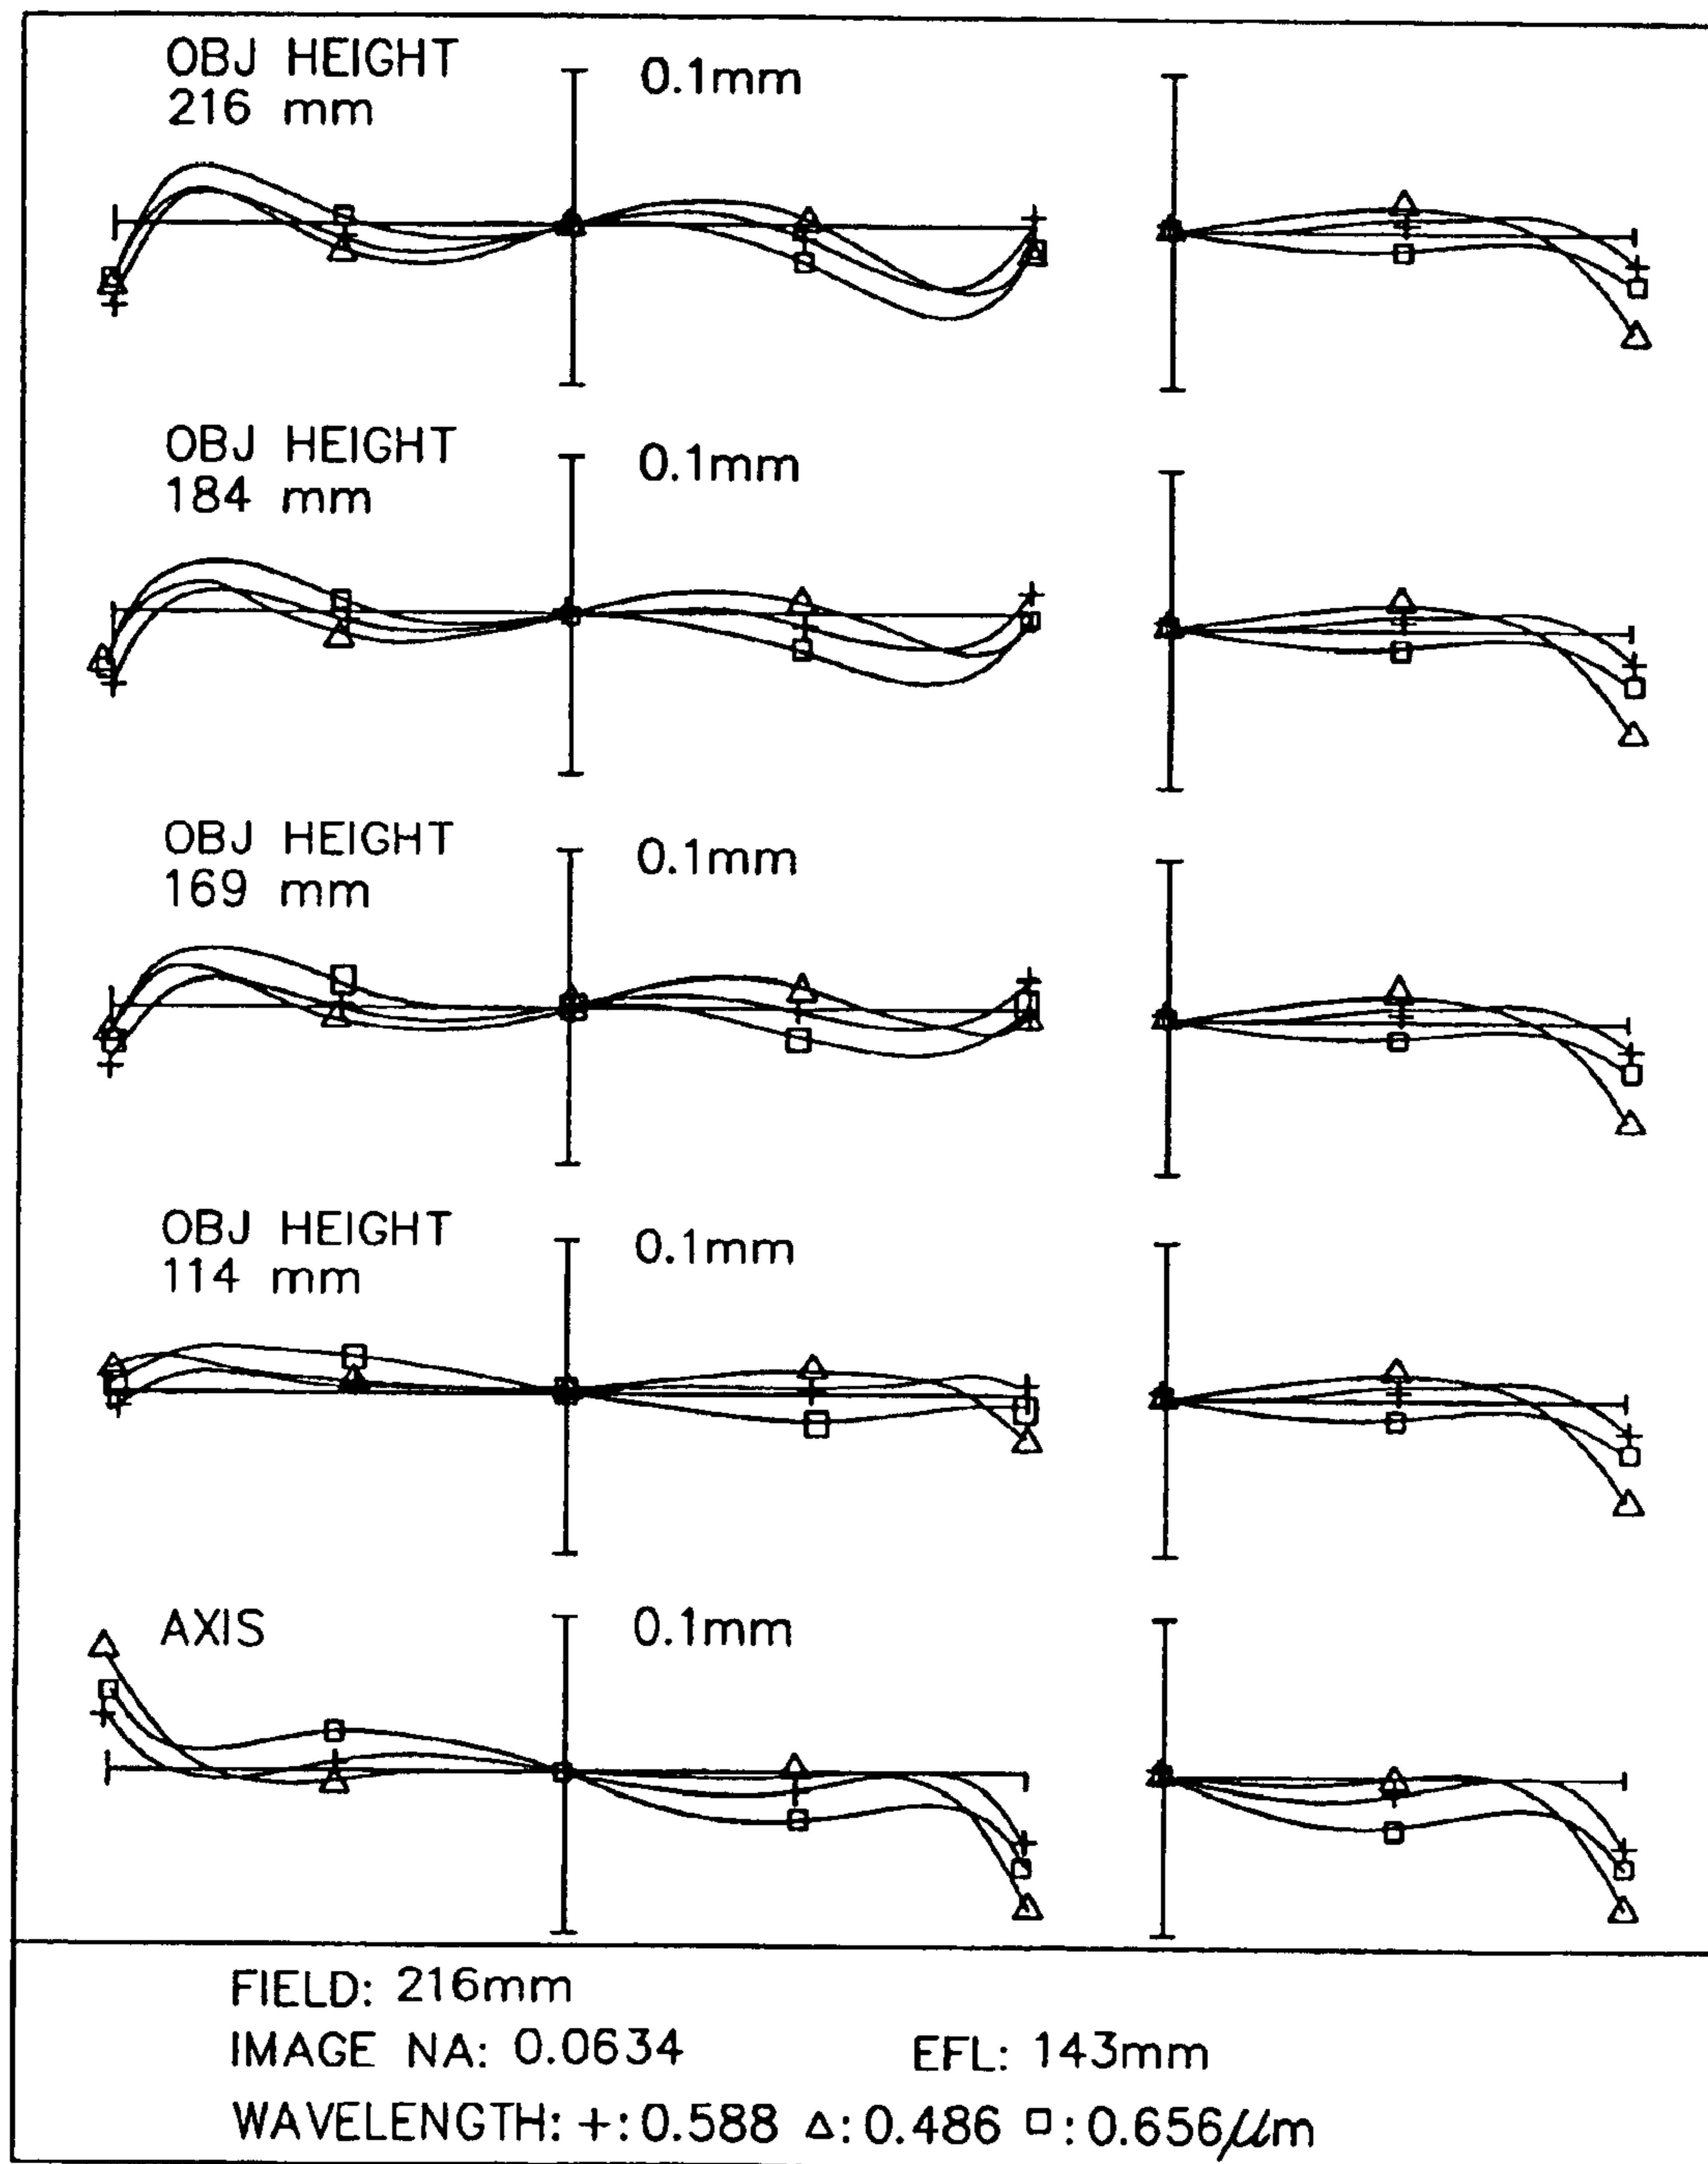 OBJ HEIGHT
216 mm
0.1mm
OBJ HEIGHT
184 mm
0.1mm
OBJ HEIGHT
169 mm
0.1mm
OBJ HEIGHT
114 mm
0.1mm
AXIS
0.1mm
FIELD: 216mm
IMAGE NA: 0.0634 EFL: 143mm
WAVELENGTH: +: 0.588 △: 0.486 □: 0.656μm